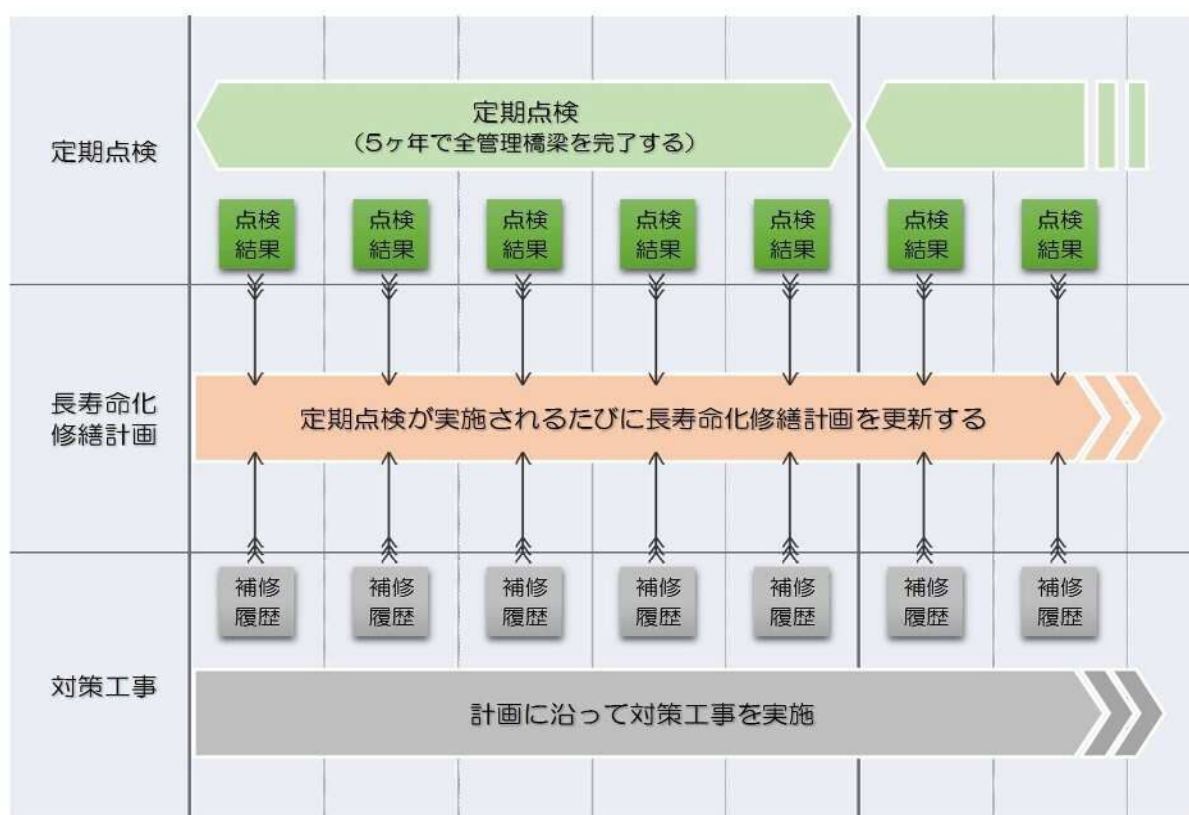 定期点検
定期点検
(5ヶ年で全管理橋梁を完了する)
点検
結果
点検
結果
点検
結果
点検
結果
点検
結果
点検
結果
点検
結果
長寿命化
修繕計画
定期点検が実施されるたびに長寿命化修繕計画を更新する
補修
履歴
補修
履歴
補修
履歴
補修
履歴
補修
履歴
補修
履歴
補修
履歴
対策工事
計画に沿って対策工事を実施